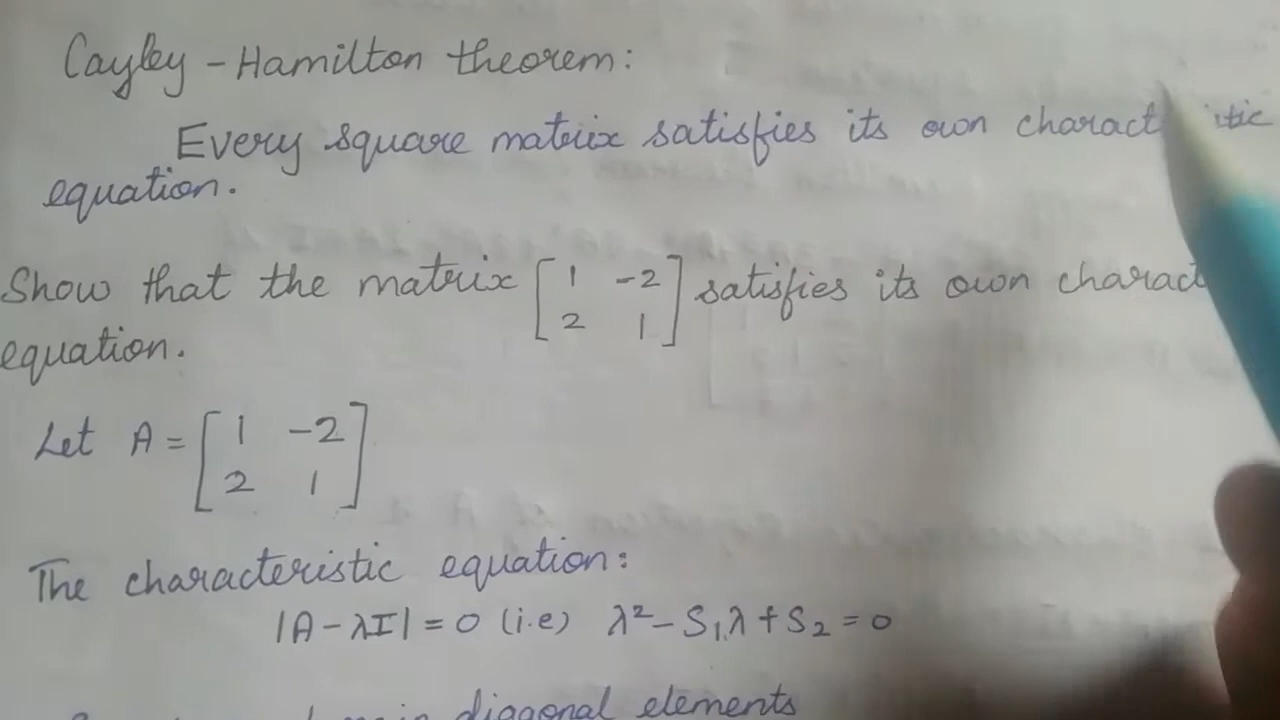 Cayley - Hamilton theorem:
Every square matrix satisfies its own
equation.
Show that the matrix [1 -2; 2 1] satisfies its own
equation.
Let A = [1 -2; 2 1]
The characteristic equation:
|A - λI| = 0 (i.e) λ² - S₁λ + S₂ = 0
diagonal elements